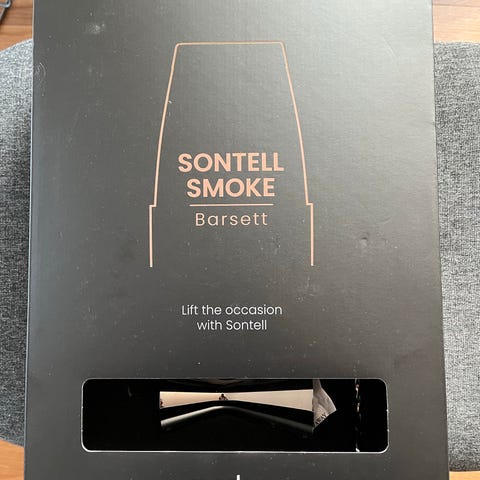 SONTELL
SMOKE
Barsett
Lift the occasion
with Sontell